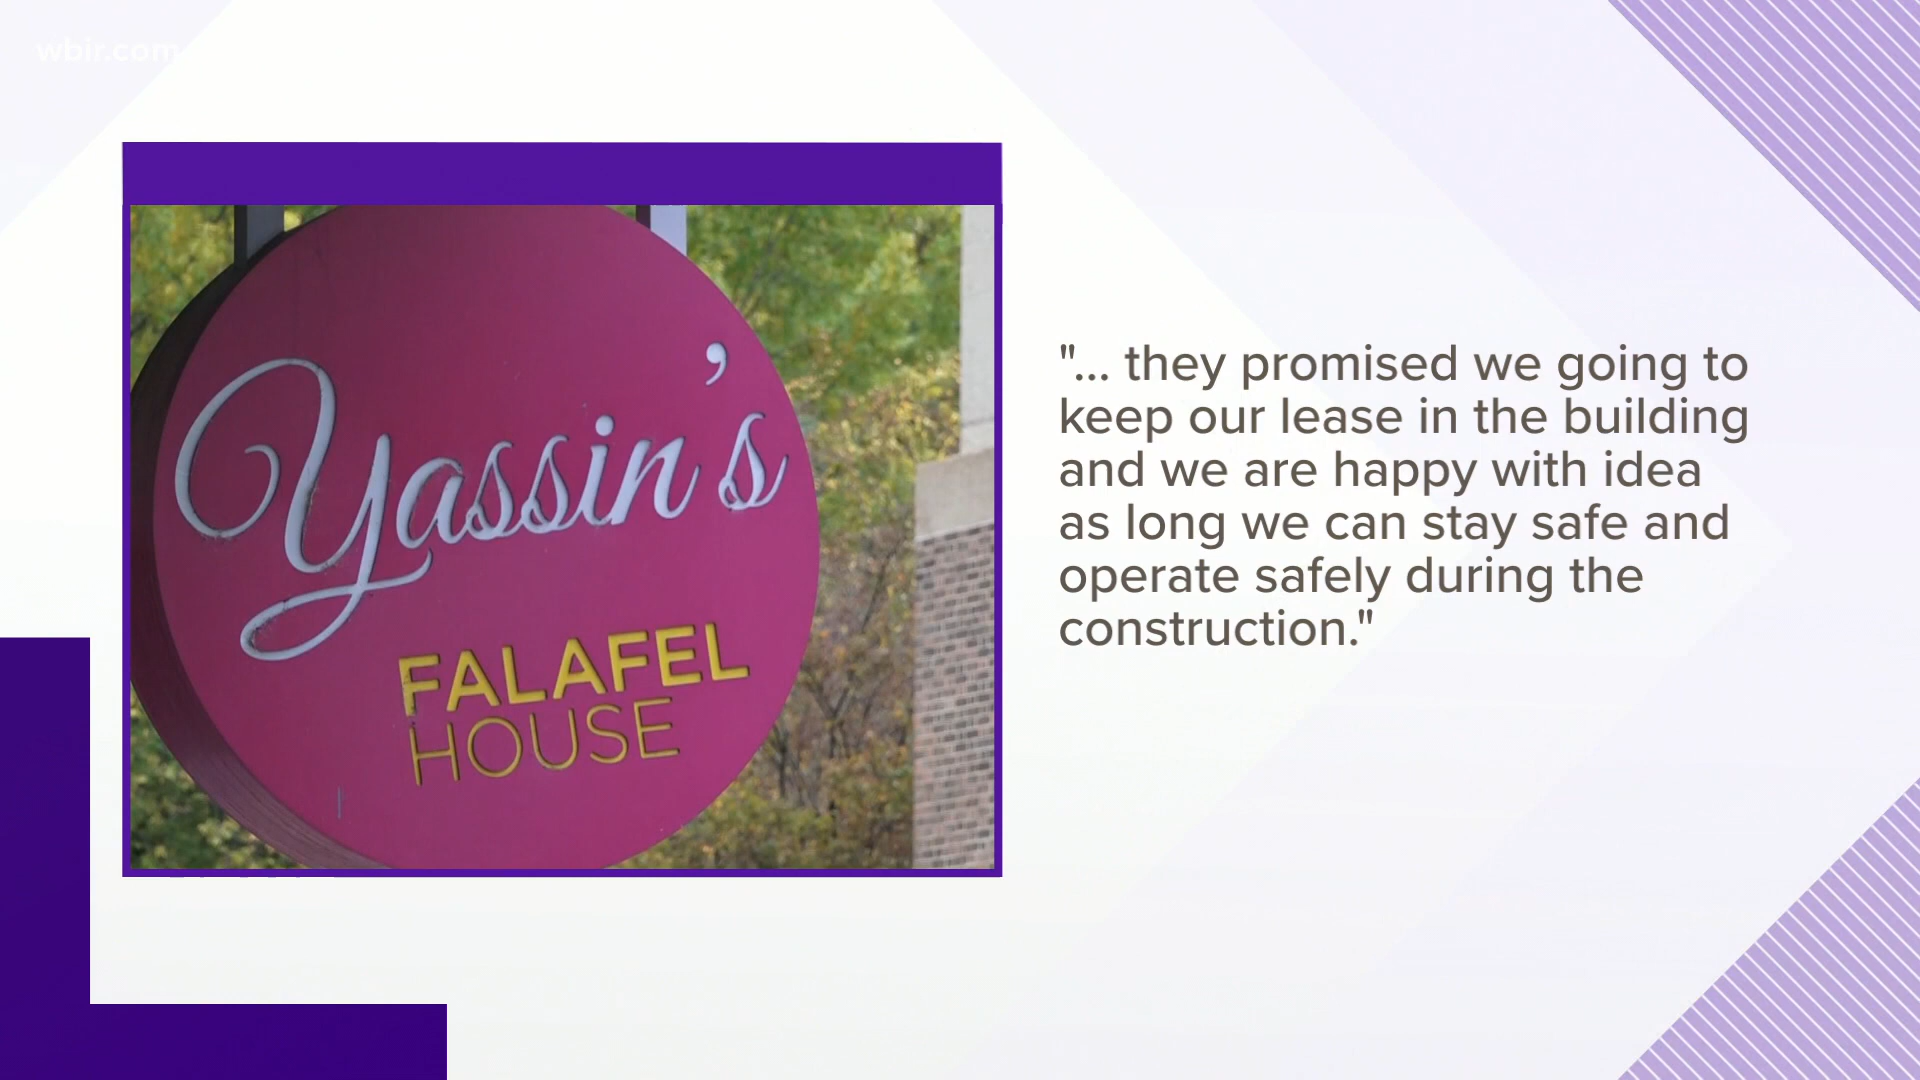 wbir.com
Yassin's
FALAFEL
HOUSE
"... they promised we going to
keep our lease in the building
and we are happy with idea
as long we can stay safe and
operate safely during the
construction."